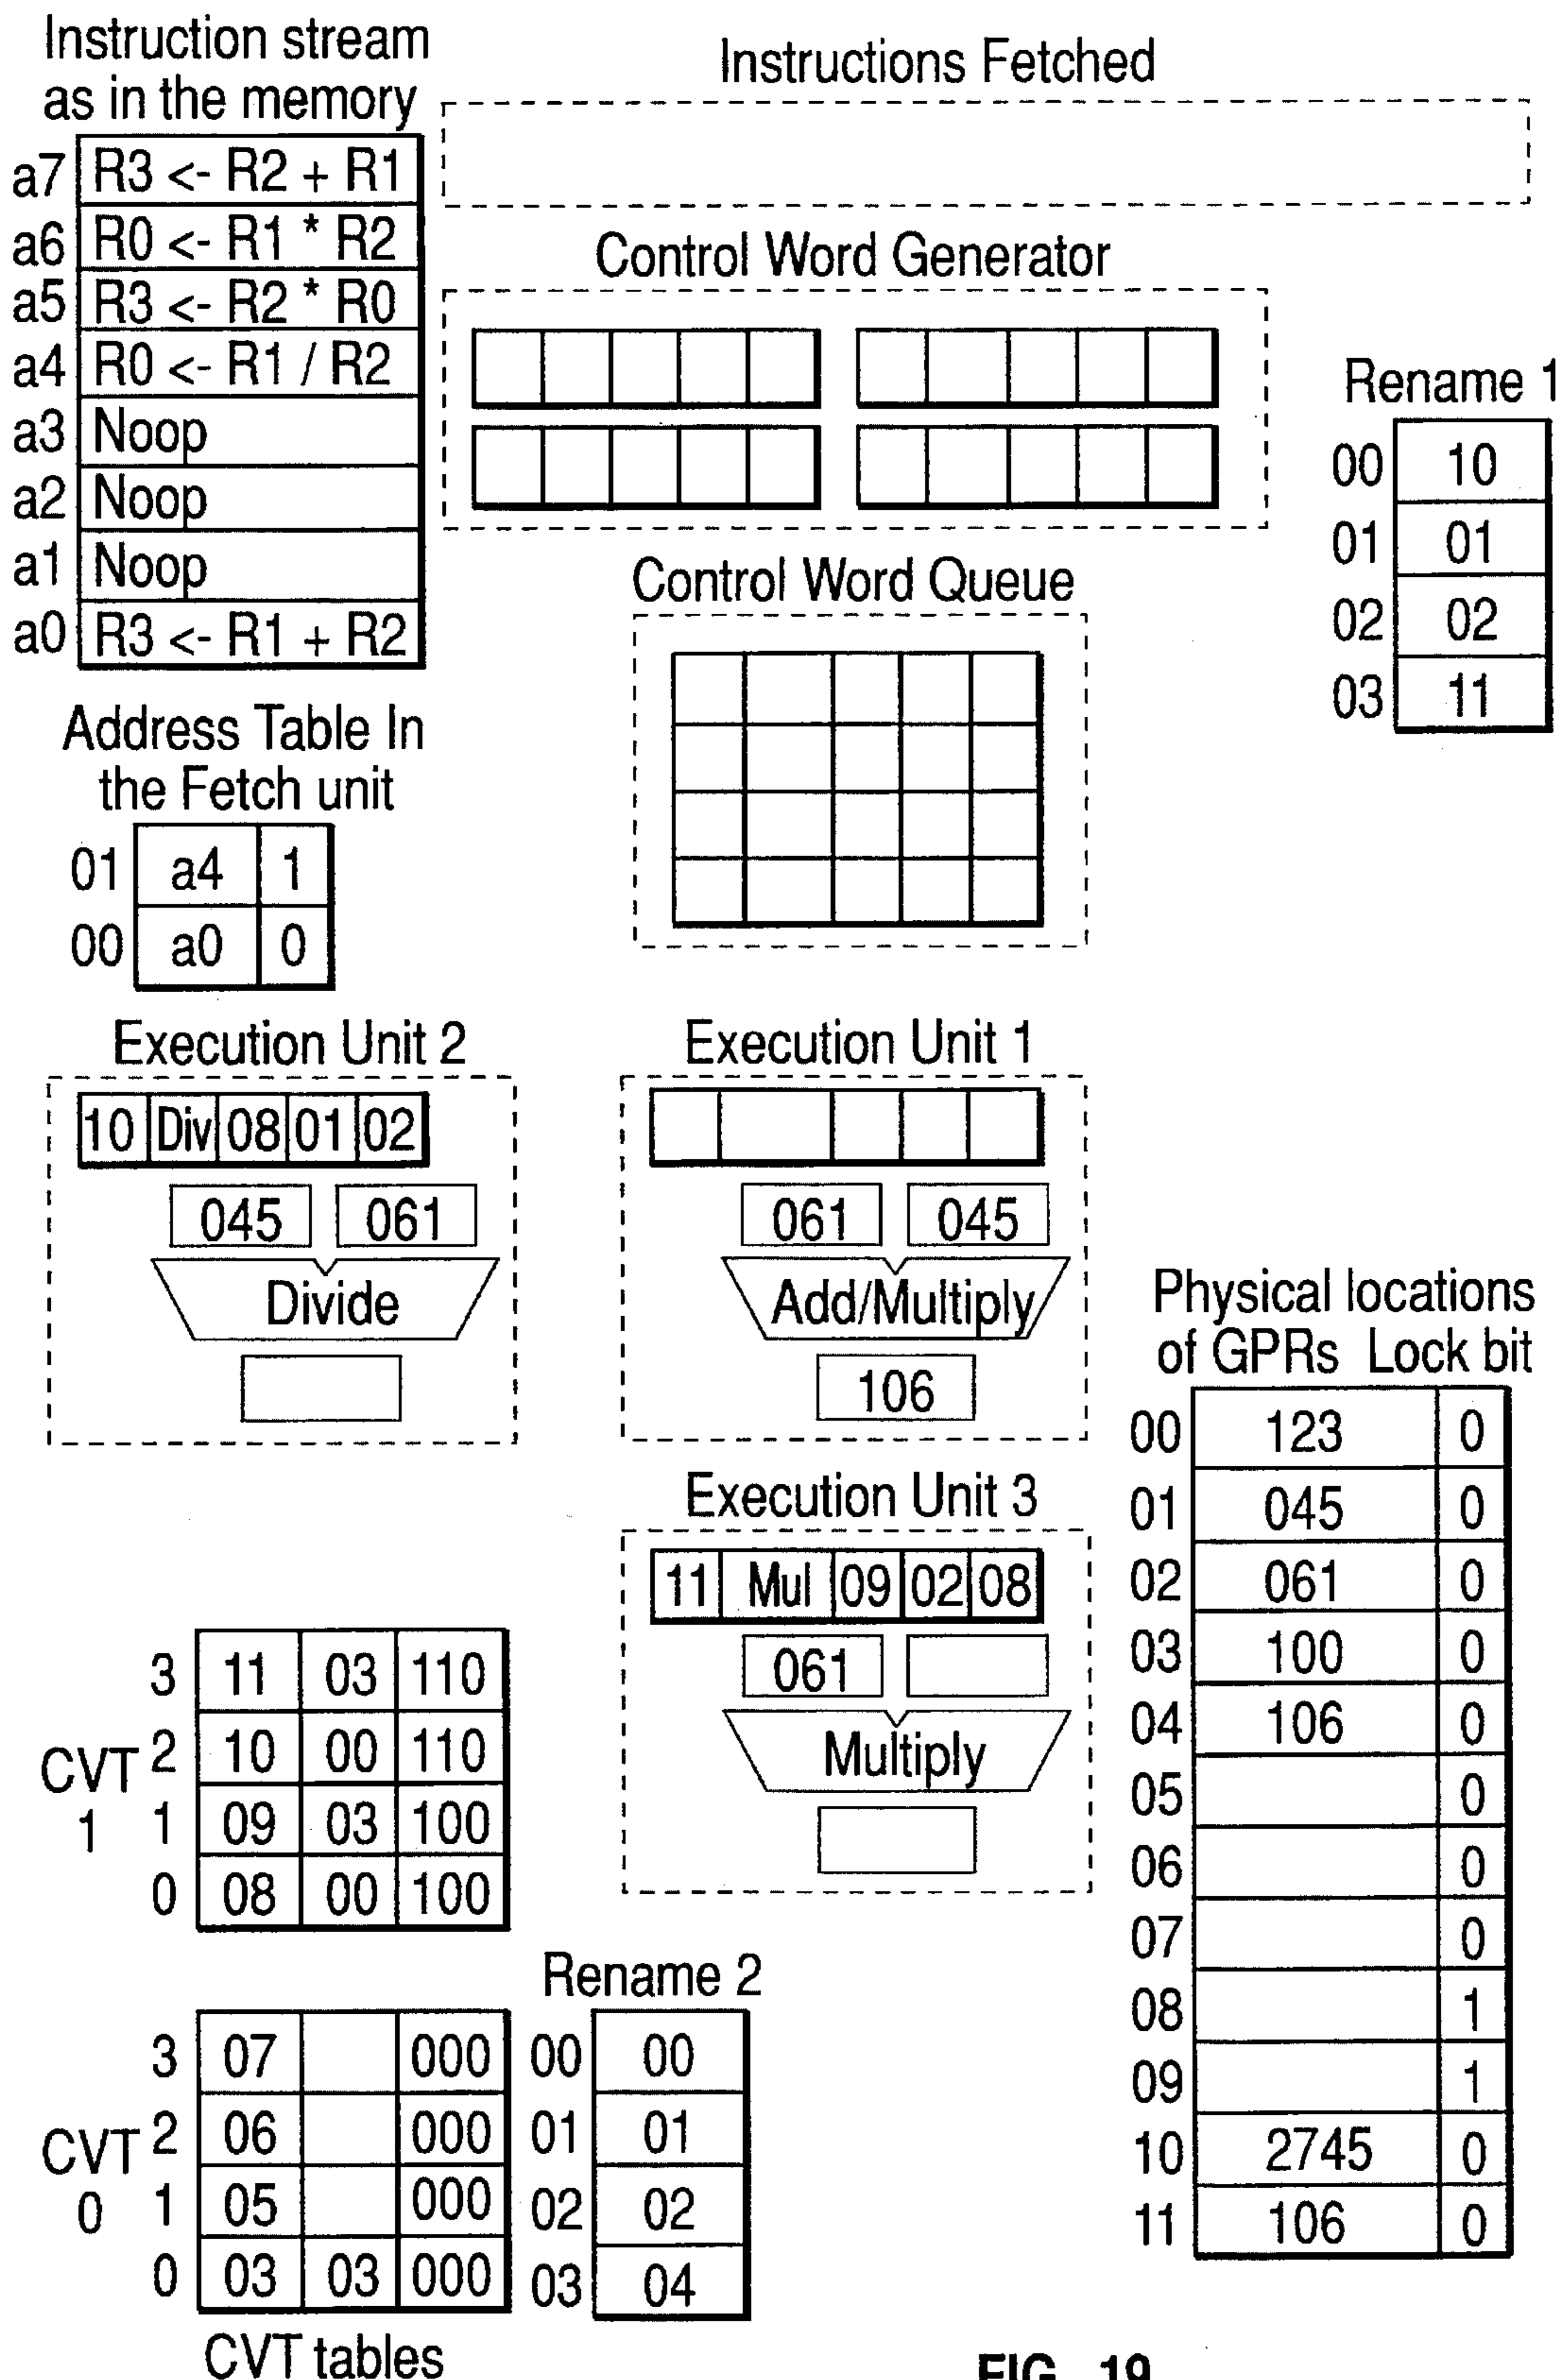 Instruction stream
as in the memory
a7 R3 <- R2 + R1
a6 R0 <- R1 * R2
a5 R3 <- R2 * R0
a4 R0 <- R1 / R2
a3 Noop
a2 Noop
a1 Noop
a0 R3 <- R1 + R2
Instructions Fetched
Control Word Generator
Rename 1
00 10
01 01
02 02
03 11
Control Word Queue
Address Table In
the Fetch unit
01 a4 1
00 a0 0
Execution Unit 2
10 Div 08 01 02
045 061
Divide
Execution Unit 1
061 045
Add/Multiply
106
Execution Unit 3
11 Mul 09 02 08
061
Multiply
Physical locations
of GPRs Lock bit
00 123 0
01 045 0
02 061 0
03 100 0
04 106 0
05 0
06 0
07 0
08 1
09 1
10 2745 0
11 106 0
CVT
1
3 11 03 110
2 10 00 110
1 09 03 100
0 08 00 100
CVT
0
3 07 000
2 06 000
1 05 000
0 03 03 000
CVT tables
Rename 2
00 00
01 01
02 02
03 04
FIG. 19